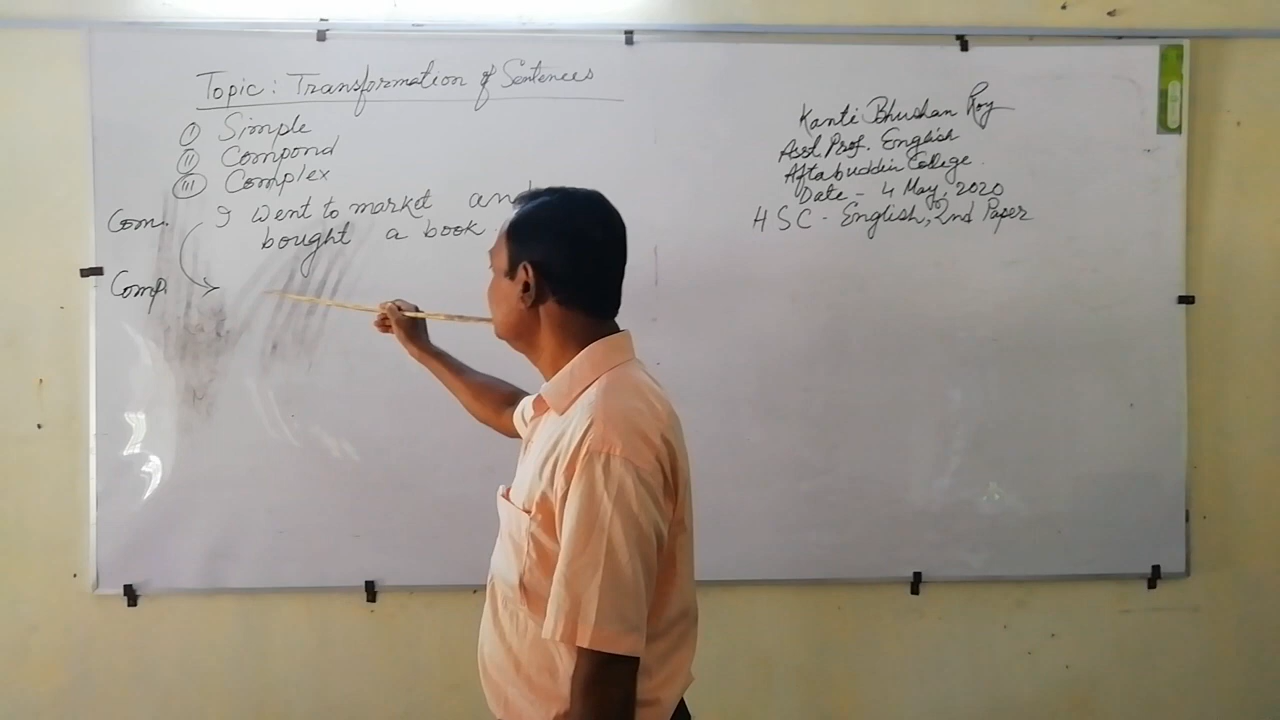 Topic: Transformation of Sentences
I Simple
II Compond
III Complex
Com. I Went to market and
bought a book.
Comp.
Kanti Bhushan Roy
Asst. Prof. English
Aftabuddin College.
Date - 4 May, 2020
HSC - English, 2nd Paper